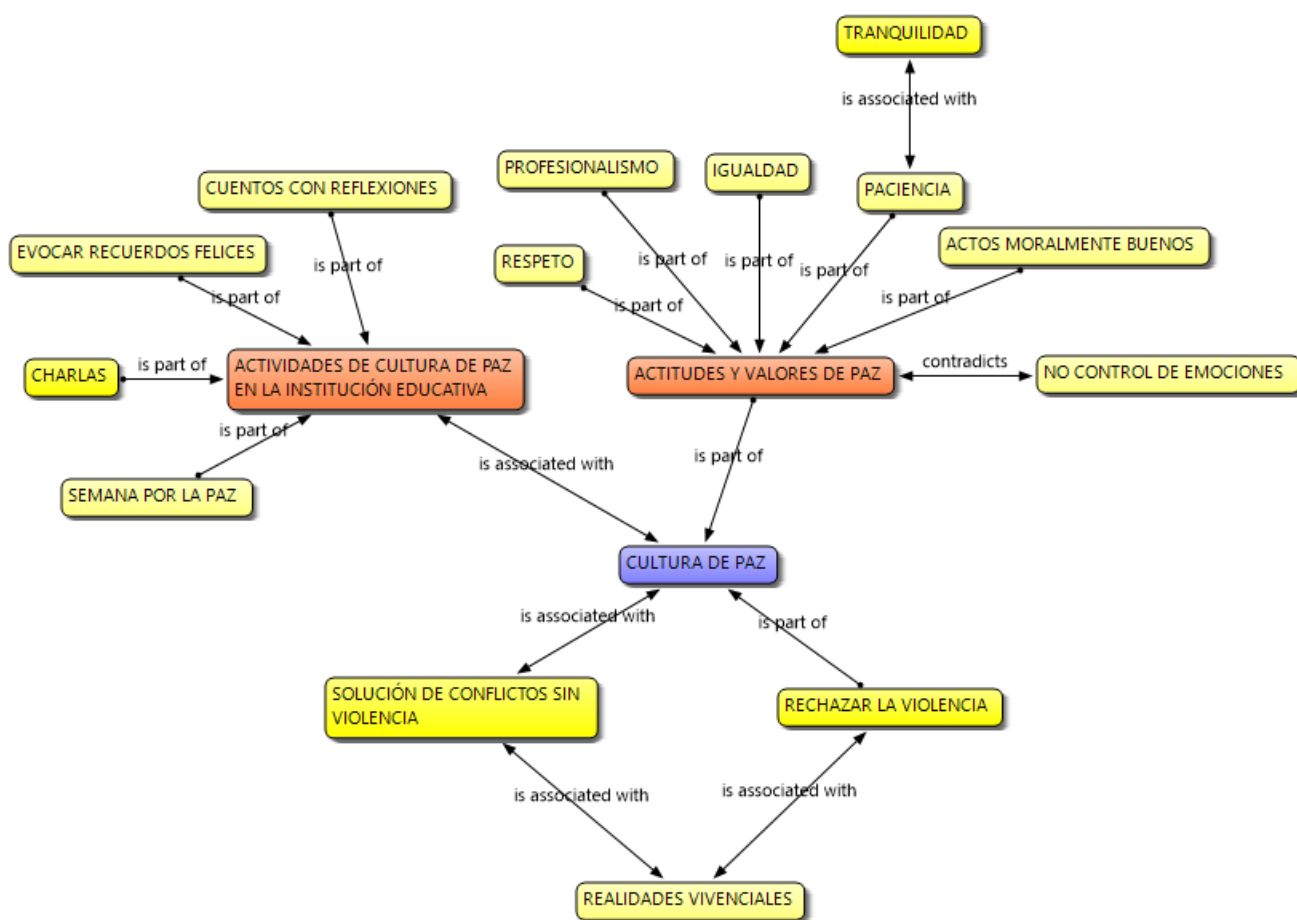 TRANQUILIDAD
is associated with
PROFESIONALISMO
IGUALDAD
PACIENCIA
CUENTOS CON REFLEXIONES
ACTOS MORALMENTE BUENOS
EVOCAR RECUERDOS FELICES
RESPETO
is part of
is part of
is part of
is part of
is part of
is part of
is part of
CHARLAS
is part of
ACTIVIDADES DE CULTURA DE PAZ
EN LA INSTITUCIÓN EDUCATIVA
ACTITUDES Y VALORES DE PAZ
contradicts
NO CONTROL DE EMOCIONES
is part of
SEMANA POR LA PAZ
is associated with
is part of
CULTURA DE PAZ
is associated with
is part of
SOLUCIÓN DE CONFLICTOS SIN
VIOLENCIA
RECHAZAR LA VIOLENCIA
is associated with
is associated with
REALIDADES VIVENCIALES